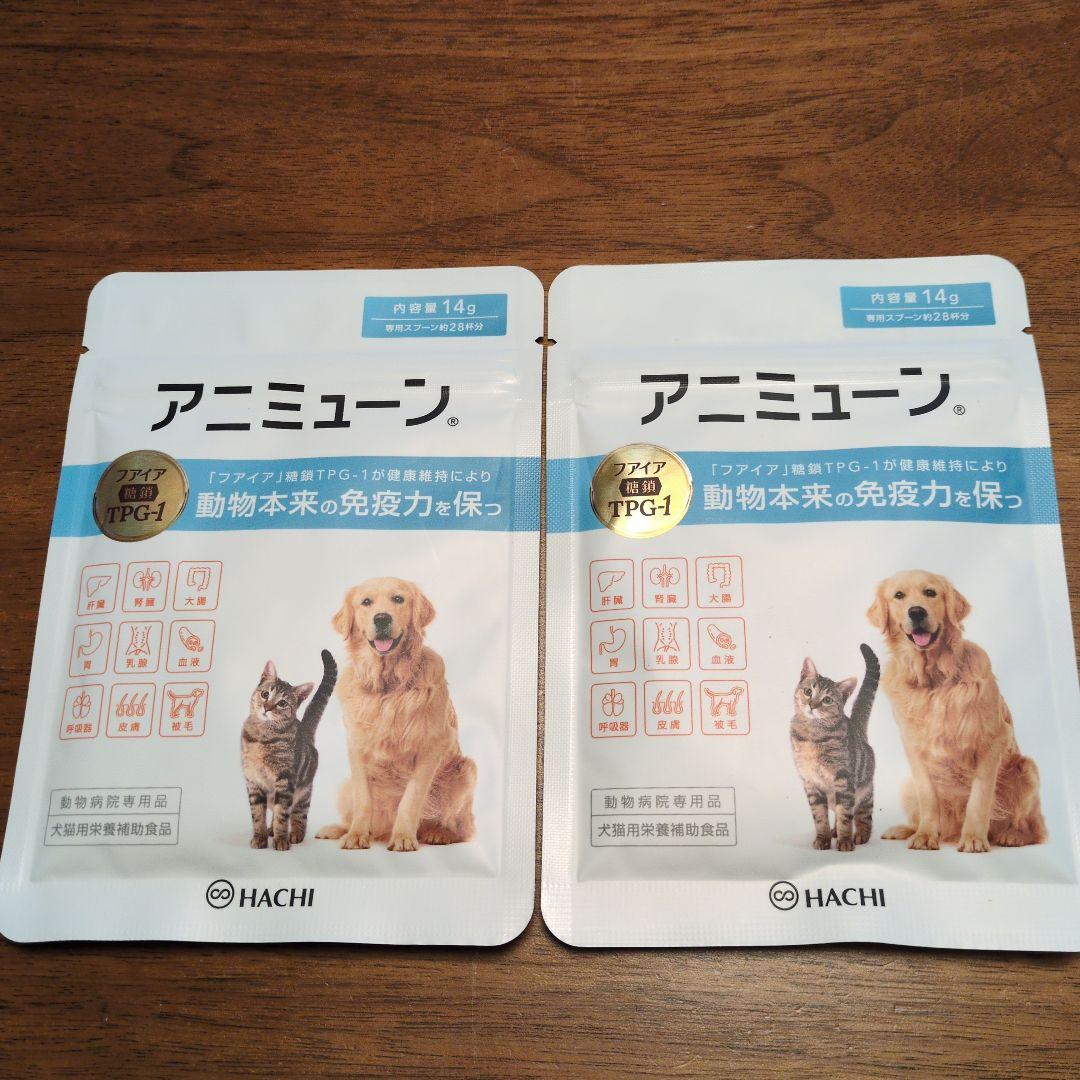 内容量 14g
専用スプーン約28杯分
アニミューン®
フアイア
糖鎖
TPG-1
「フアイア」糖鎖TPG-1が健康維持により
動物本来の免疫力を保つ
肝臓
腎臓
大腸
胃
乳腺
血液
呼吸器
皮膚
被毛
動物病院専用品
犬猫用栄養補助食品
HACHI
内容量 14g
専用スプーン約28杯分
アニミューン®
フアイア
糖鎖
TPG-1
「フアイア」糖鎖TPG-1が健康維持により
動物本来の免疫力を保つ
肝臓
腎臓
大腸
胃
乳腺
血液
呼吸器
皮膚
被毛
動物病院専用品
犬猫用栄養補助食品
HACHI